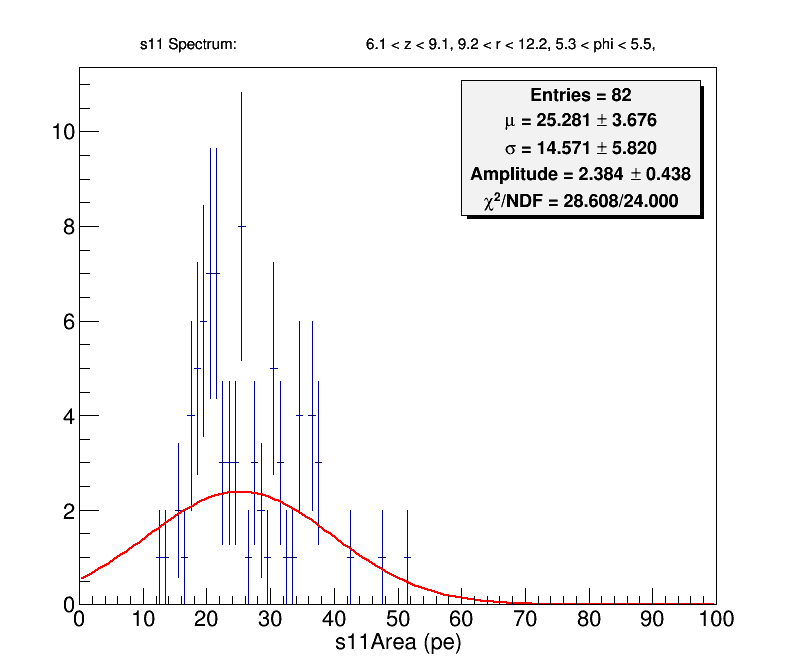 s11 Spectrum: 6.1 < z < 9.1, 9.2 < r < 12.2, 5.3 < phi < 5.5,
Entries = 82
μ = 25.281 ± 3.676
σ = 14.571 ± 5.820
Amplitude = 2.384 ± 0.438
χ²/NDF = 28.608/24.000
10
8
6
4
2
0
0 10 20 30 40 50 60 70 80 90 100
s11Area (pe)